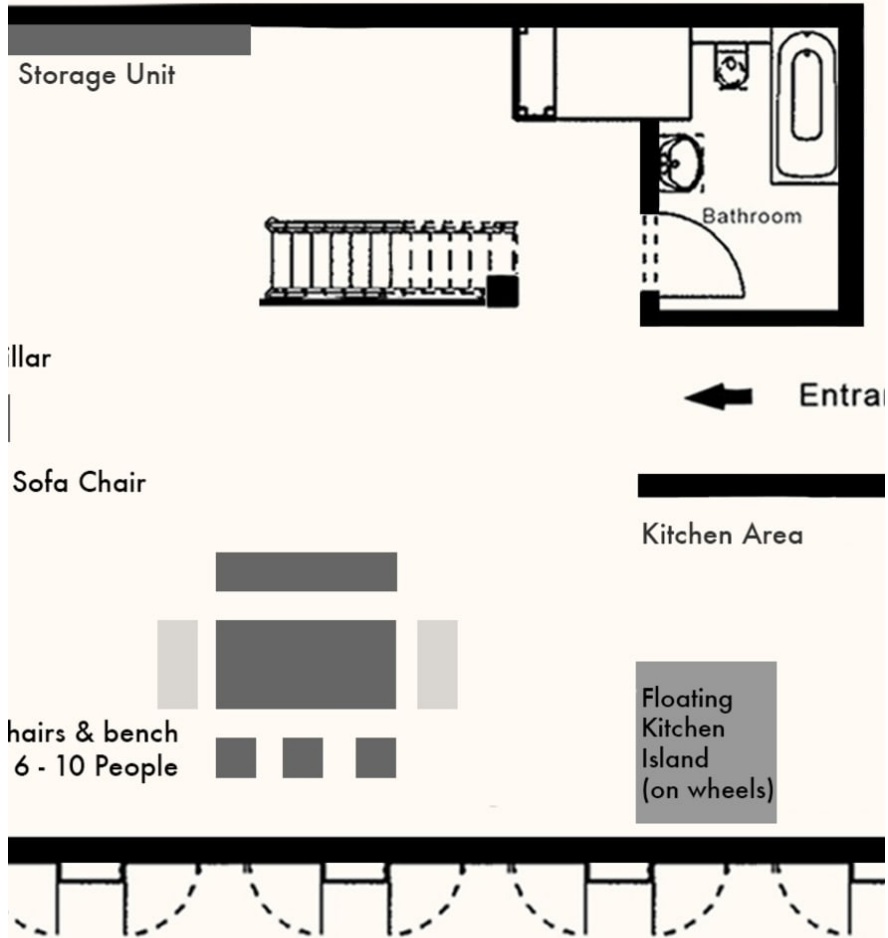 Storage Unit
Bathroom
illar
Entra
Sofa Chair
Kitchen Area
Floating
Kitchen
Island
(on wheels)
hairs & bench
6 - 10 People